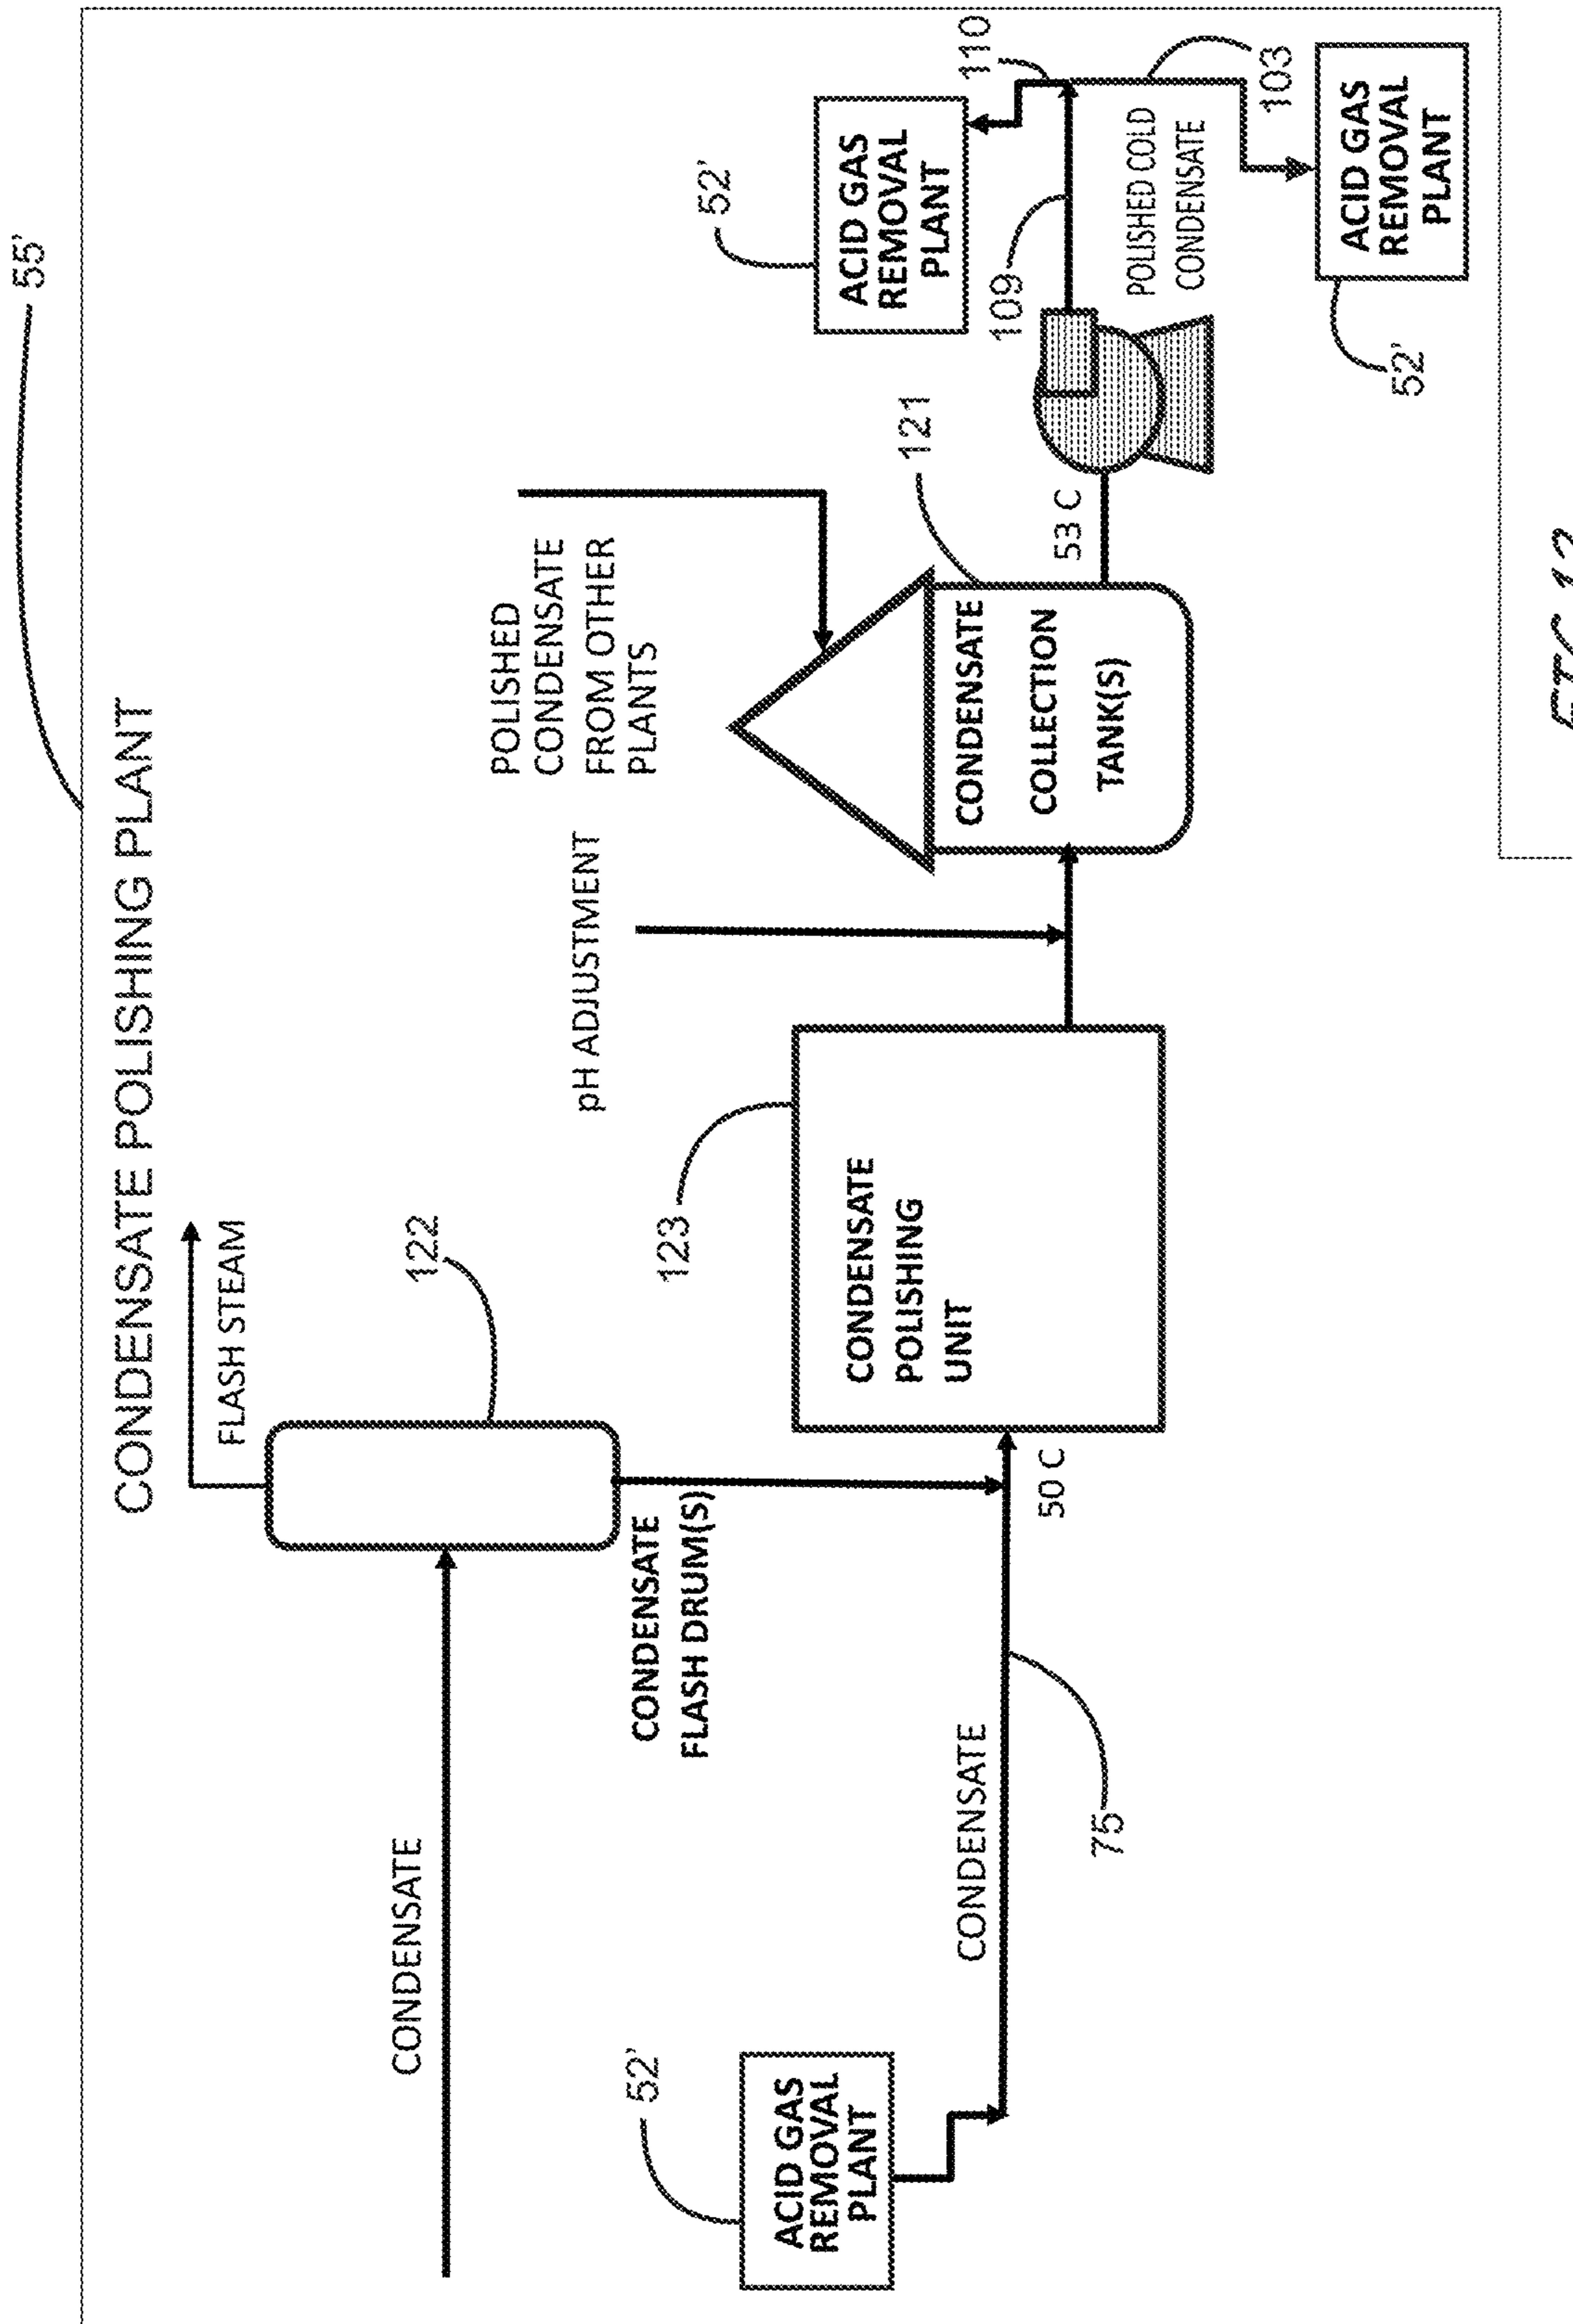 55'
CONDENSATE POLISHING PLANT
FLASH STEAM
122
CONDENSATE
CONDENSATE
FLASH DRUM(S)
52'
ACID GAS
REMOVAL
PLANT
CONDENSATE
75
50 C
123
CONDENSATE
POLISHING
UNIT
pH ADJUSTMENT
POLISHED
CONDENSATE
FROM OTHER
PLANTS
121
CONDENSATE
COLLECTION
TANK(S)
53 C
52'
ACID GAS
REMOVAL
PLANT
109
110
POLISHED COLD
CONDENSATE
103
52'
ACID GAS
REMOVAL
PLANT